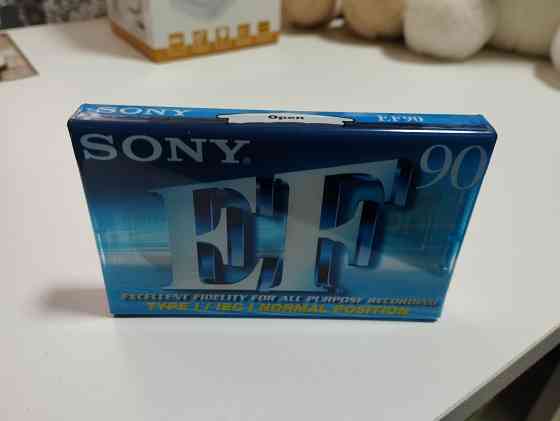 SONY Open EF90
SONY 90
EF
EXCELLENT FIDELITY FOR ALL PURPOSE RECORDING
TYPE I / IEC I NORMAL POSITION